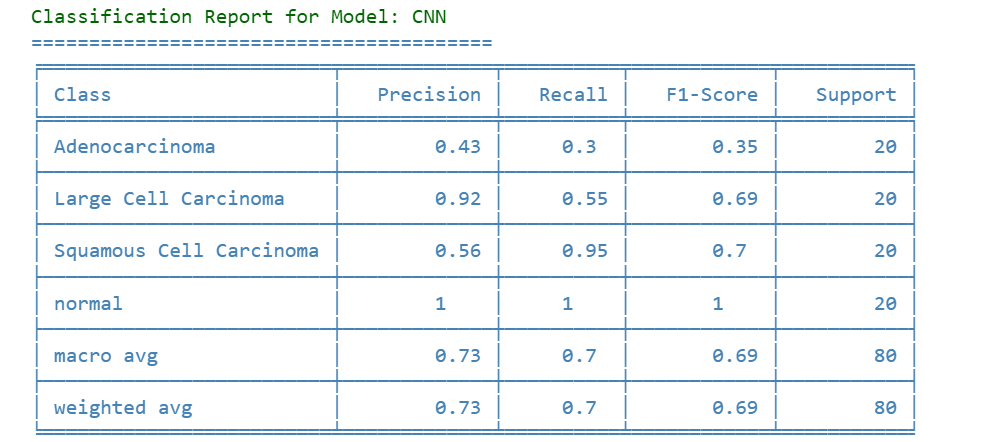 Classification Report for Model: CNN
========================================
Class Precision Recall F1-Score Support
Adenocarcinoma 0.43 0.3 0.35 20
Large Cell Carcinoma 0.92 0.55 0.69 20
Squamous Cell Carcinoma 0.56 0.95 0.7 20
normal 1 1 1 20
macro avg 0.73 0.7 0.69 80
weighted avg 0.73 0.7 0.69 80